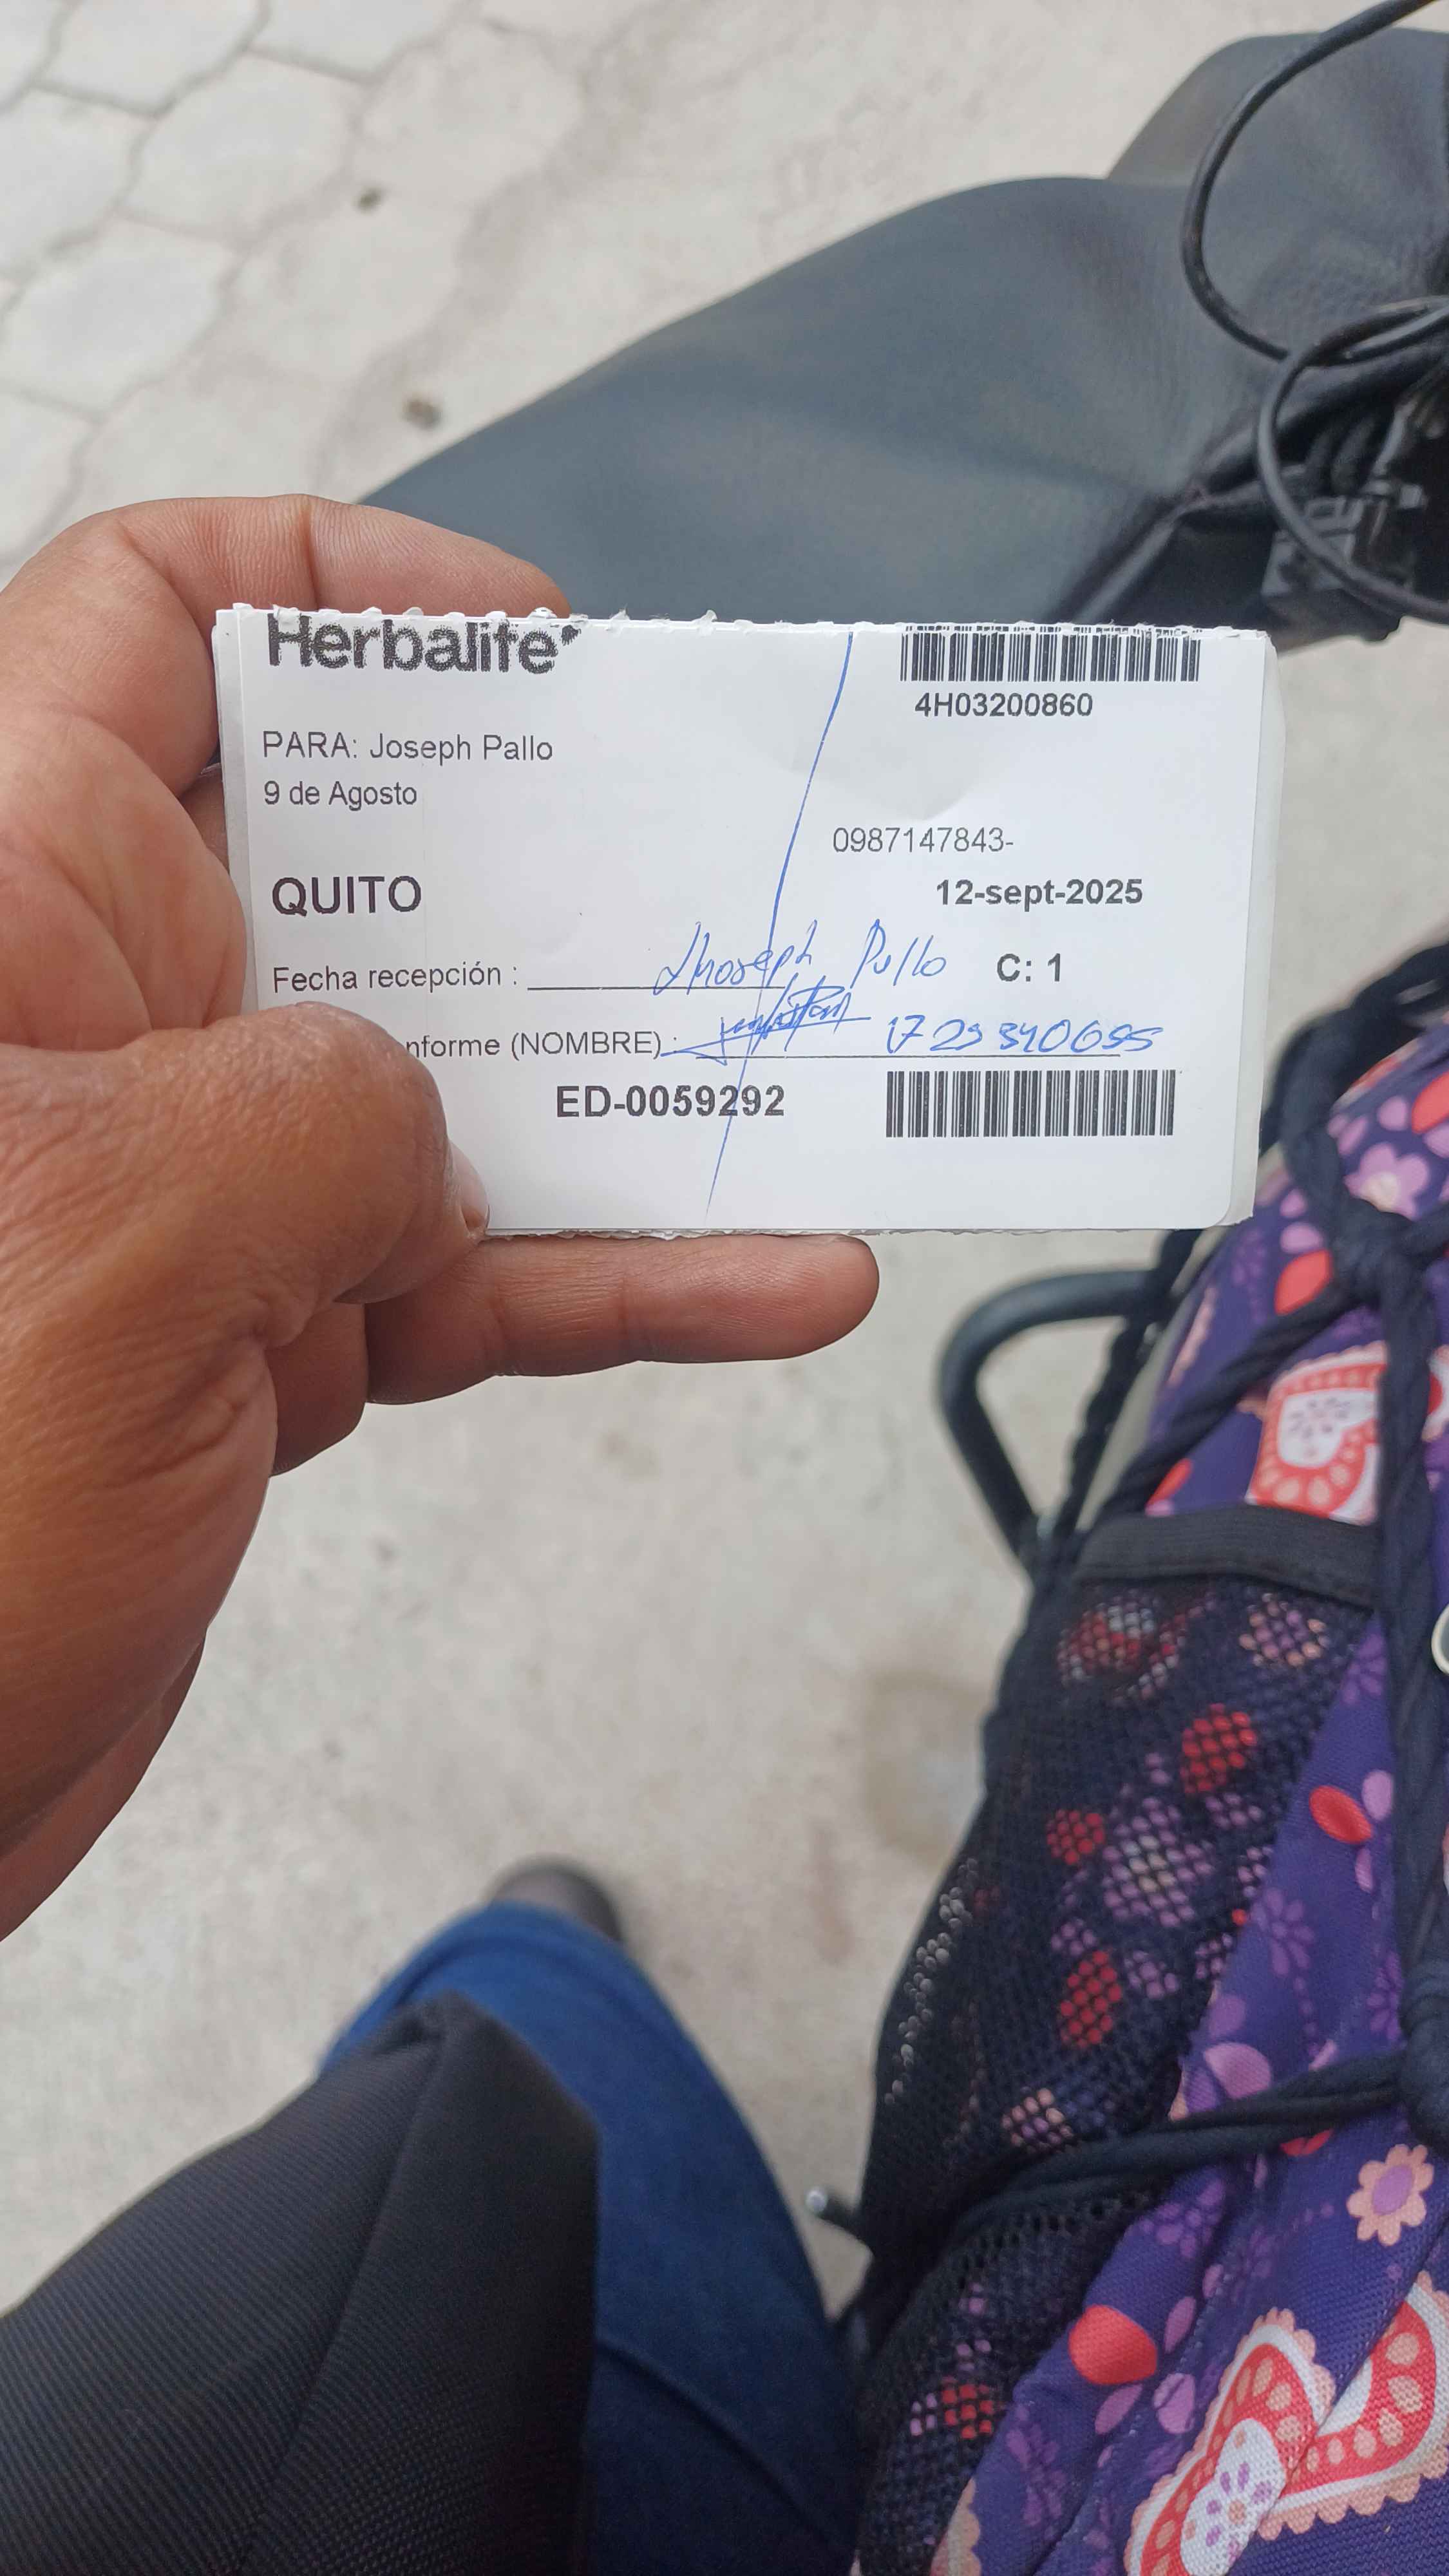 Herbalife
4H03200860
PARA: Joseph Pallo
9 de Agosto
0987147843-
QUITO
12-sept-2025
Fecha recepción : Jhoseph Pallo C: 1
nforme (NOMBRE) :
ED-0059292